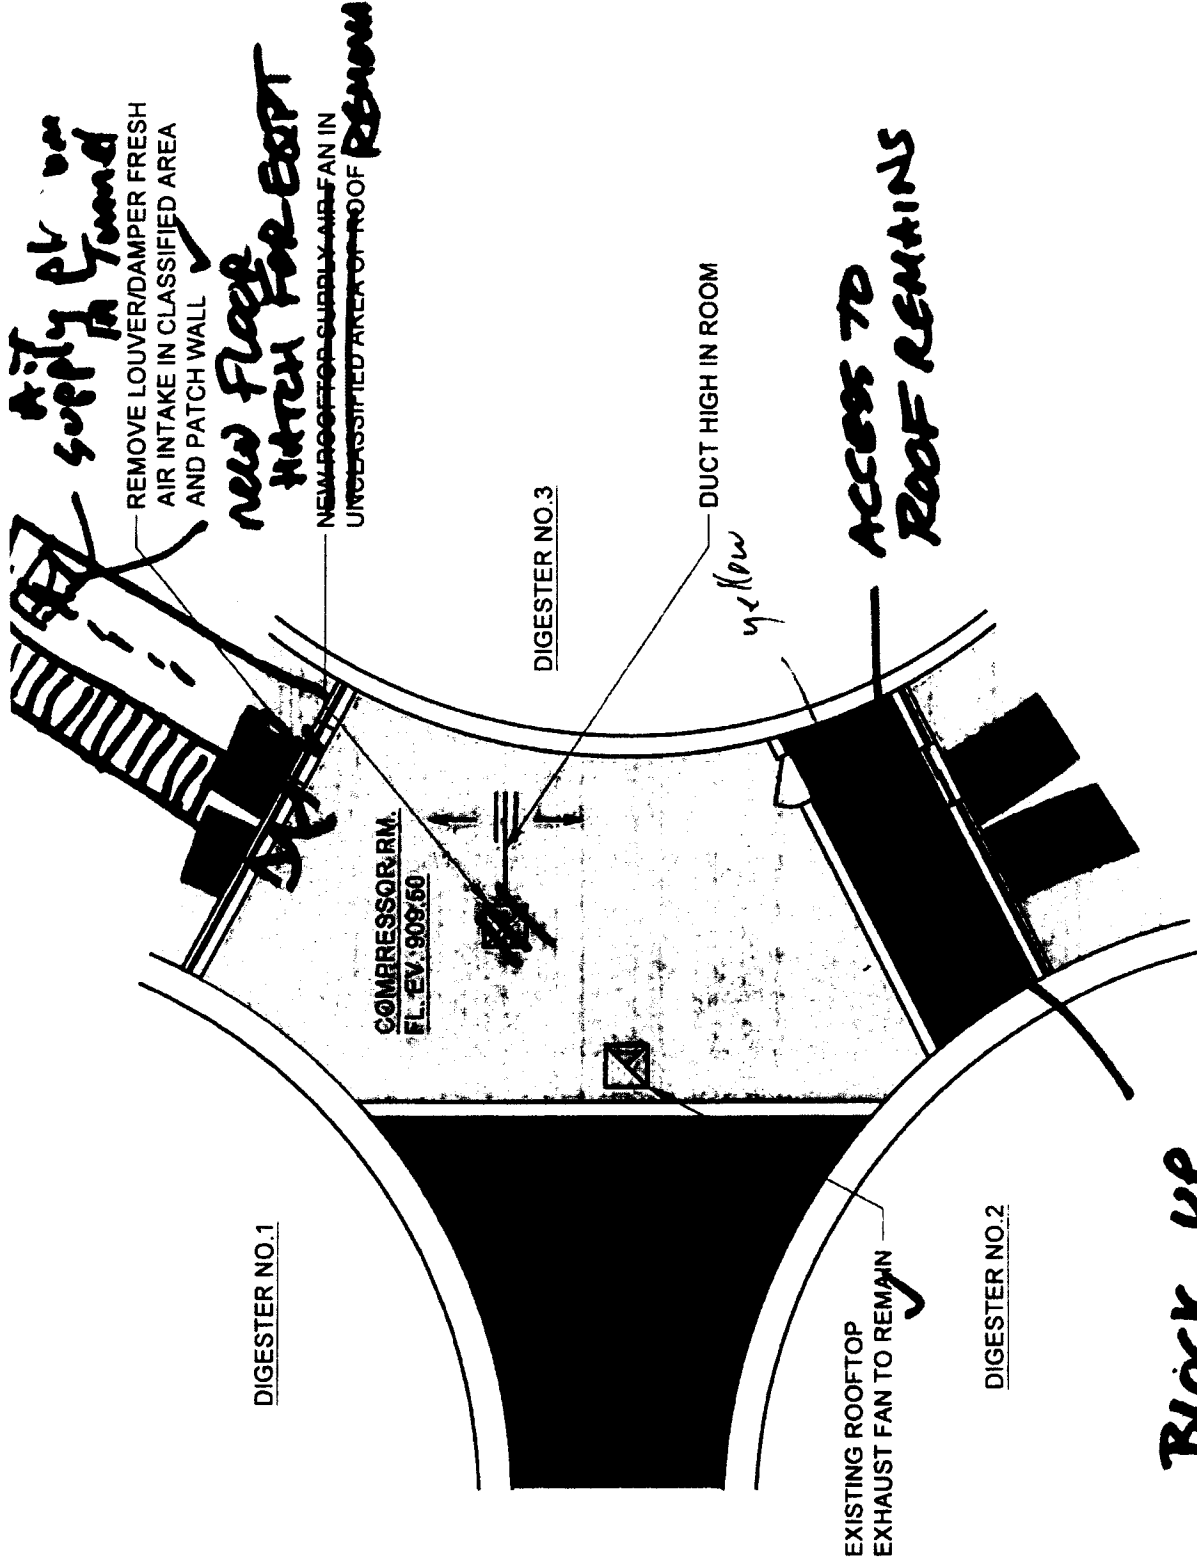 Air
supply
in Tunnel
REMOVE LOUVER/DAMPER FRESH
AIR INTAKE IN CLASSIFIED AREA
AND PATCH WALL
NEW FLOOR
HATCH FOR EQPT
NEW ROOFTOP SUPPLY AIR FAN IN
UNCLASSIFIED AREA OF ROOF
DIGESTER NO.3
DUCT HIGH IN ROOM
yellow
ACCESS TO
ROOF REMAINS
COMPRESSOR RM.
FL. EV. 909.50
DIGESTER NO.1
EXISTING ROOFTOP
EXHAUST FAN TO REMAIN
DIGESTER NO.2
BLOCK UP